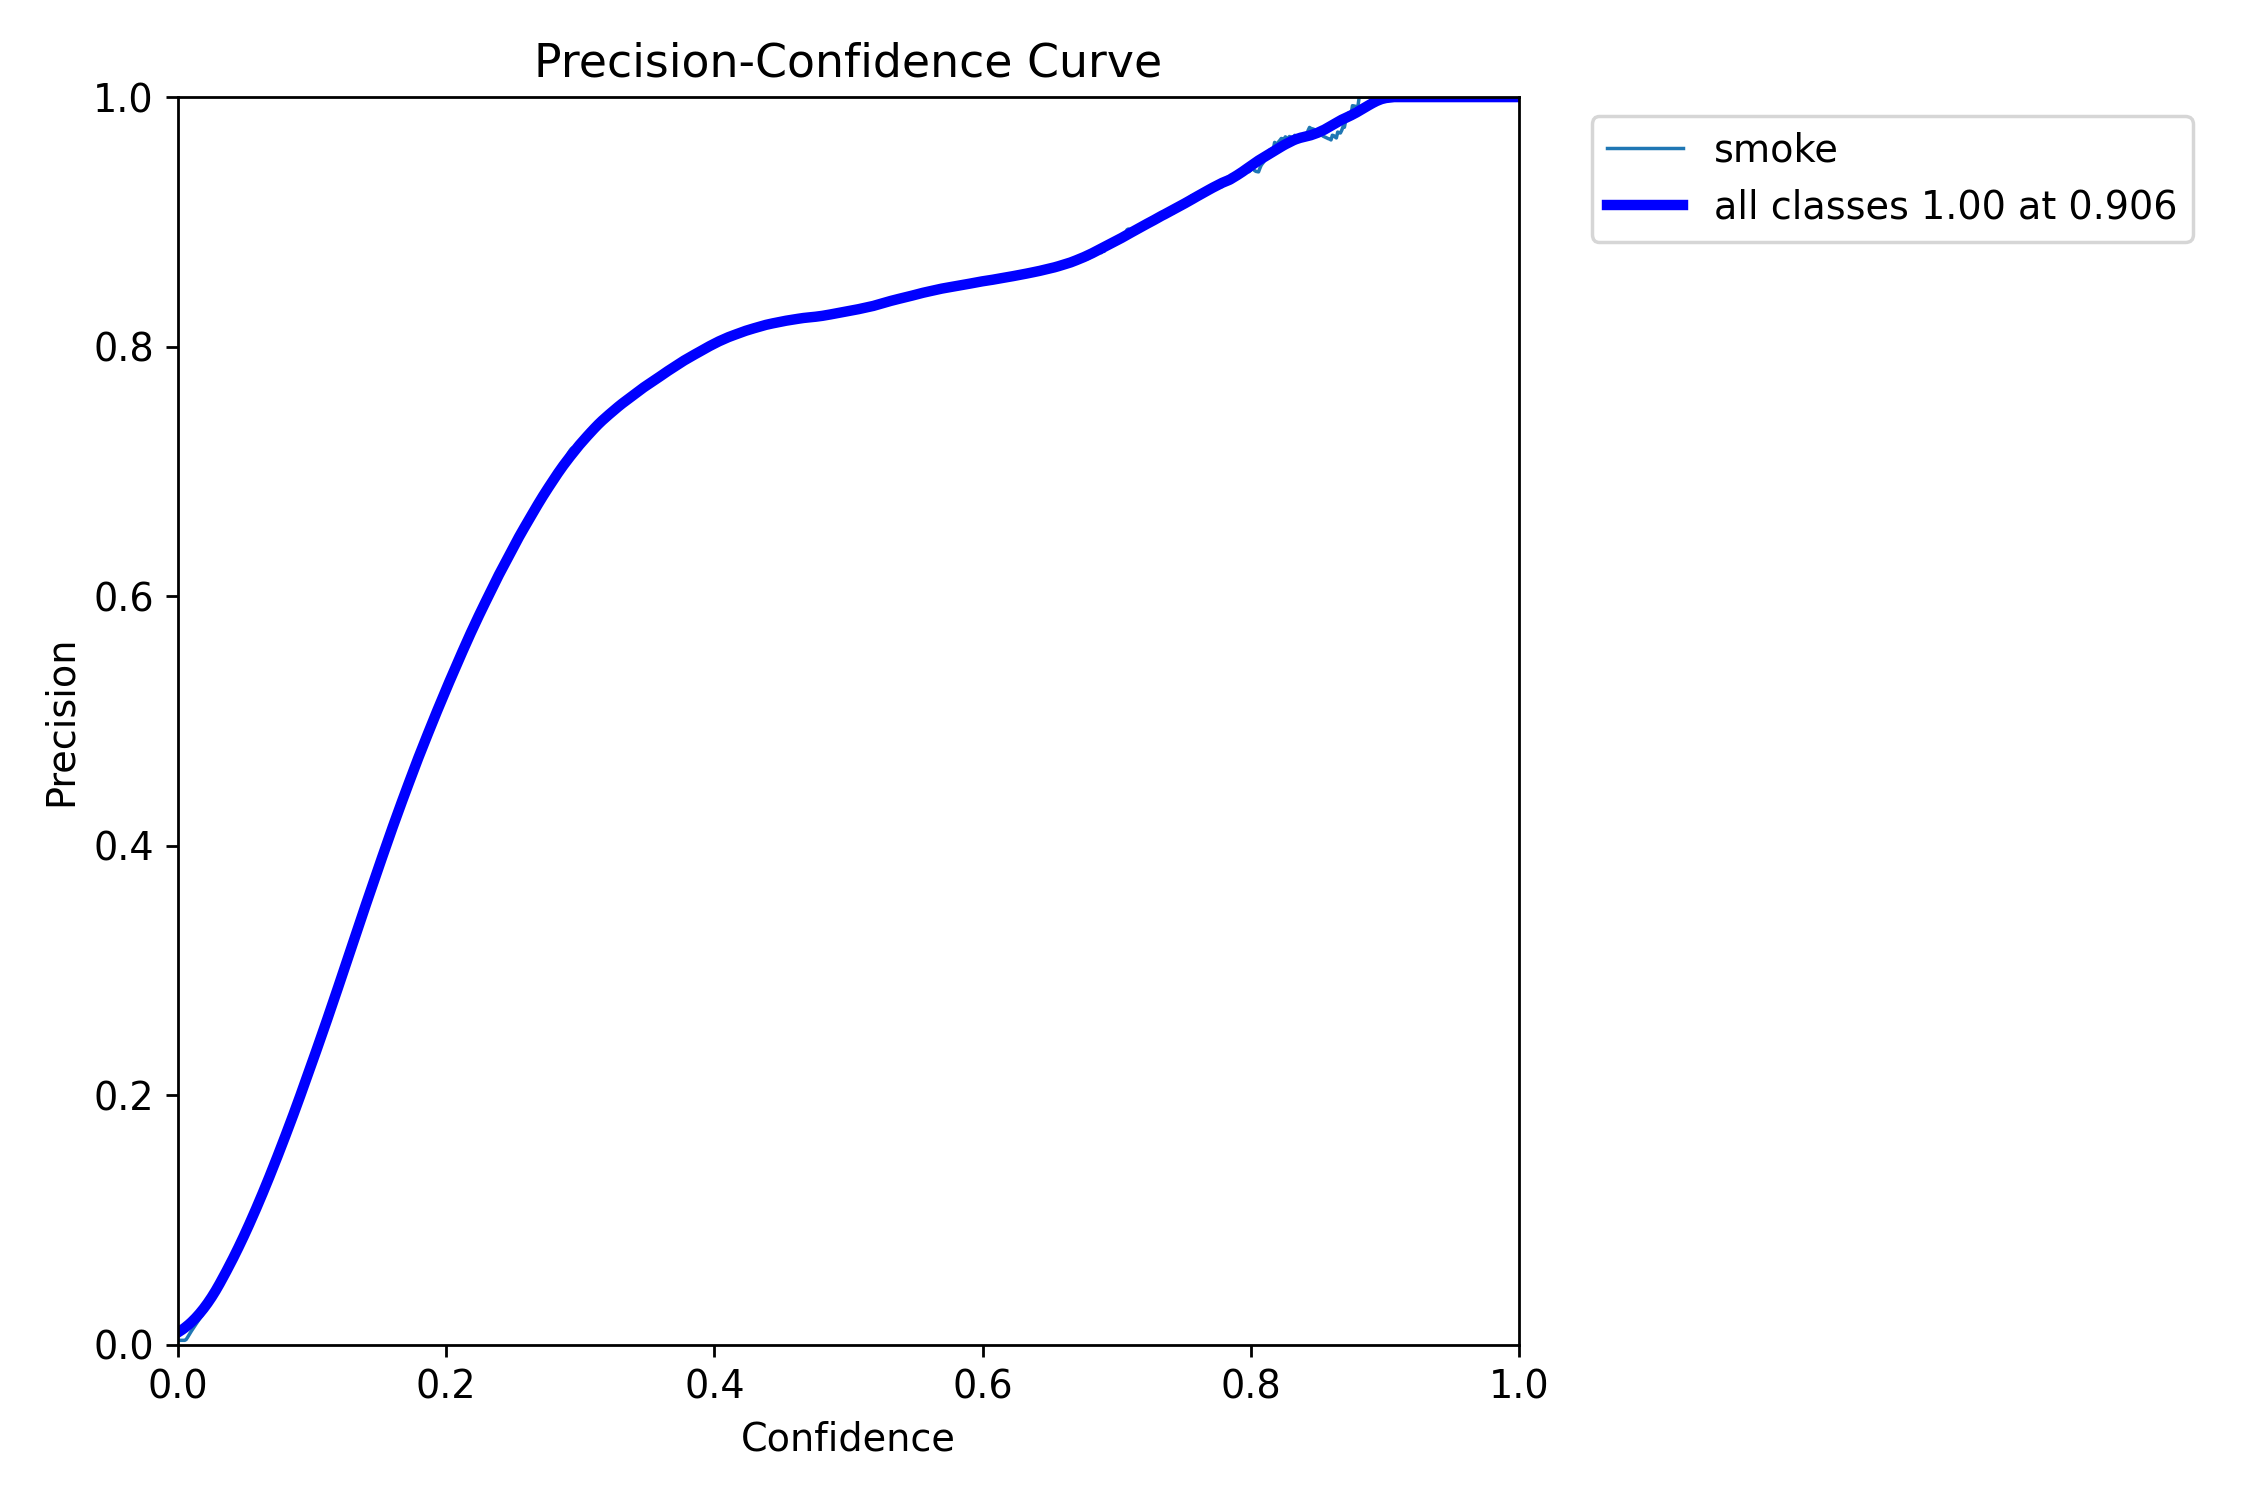 Precision-Confidence Curve
1.0
0.8
0.6
0.4
0.2
0.0
Precision
0.0 0.2 0.4 0.6 0.8 1.0
Confidence
smoke
all classes 1.00 at 0.906